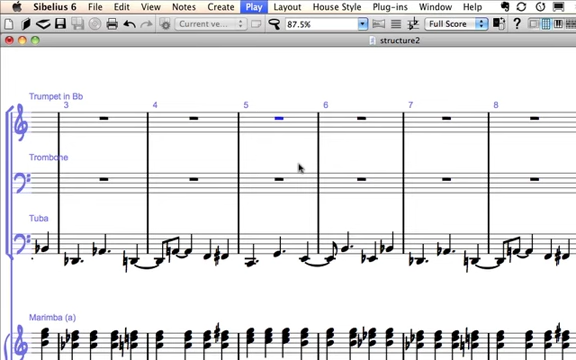 Sibelius 6 File Edit View Notes Create Play Layout House Style Plug-ins Window Help
Current ve... 87.5% Full Score
structure2
Trumpet in Bb
3 4 5 6 7 8
Trombone
Tuba
Marimba (a)